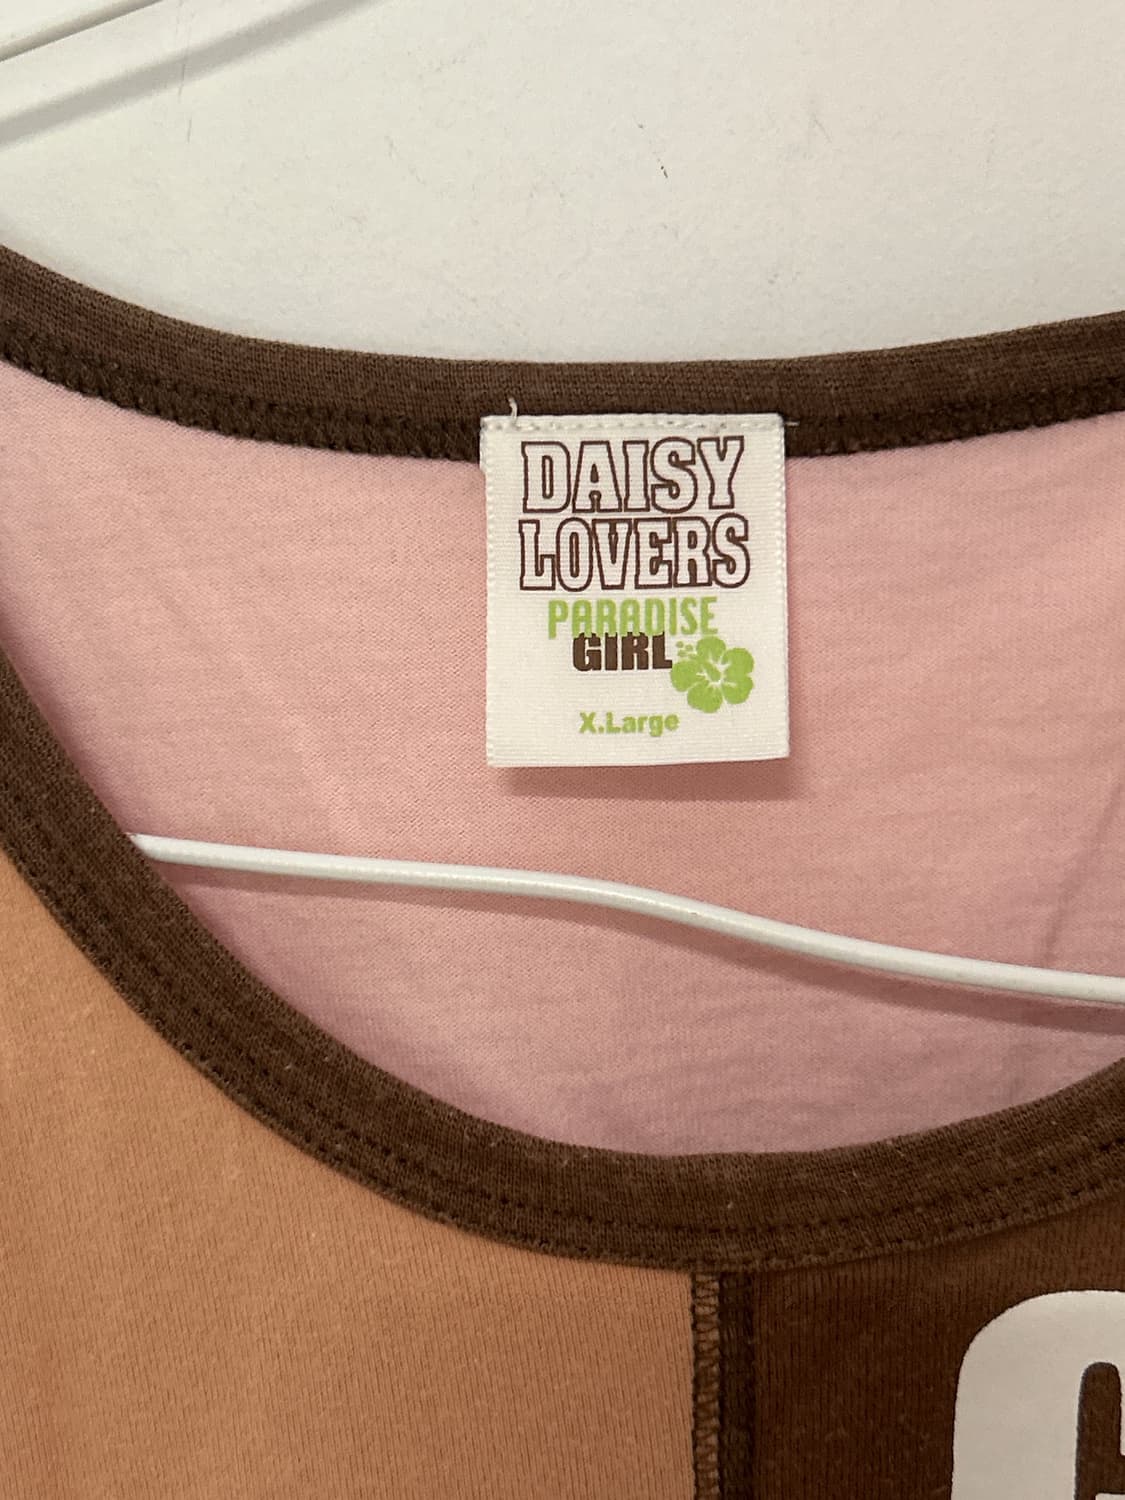 DAISY
LOVERS
PARADISE
GIRL
X.Large